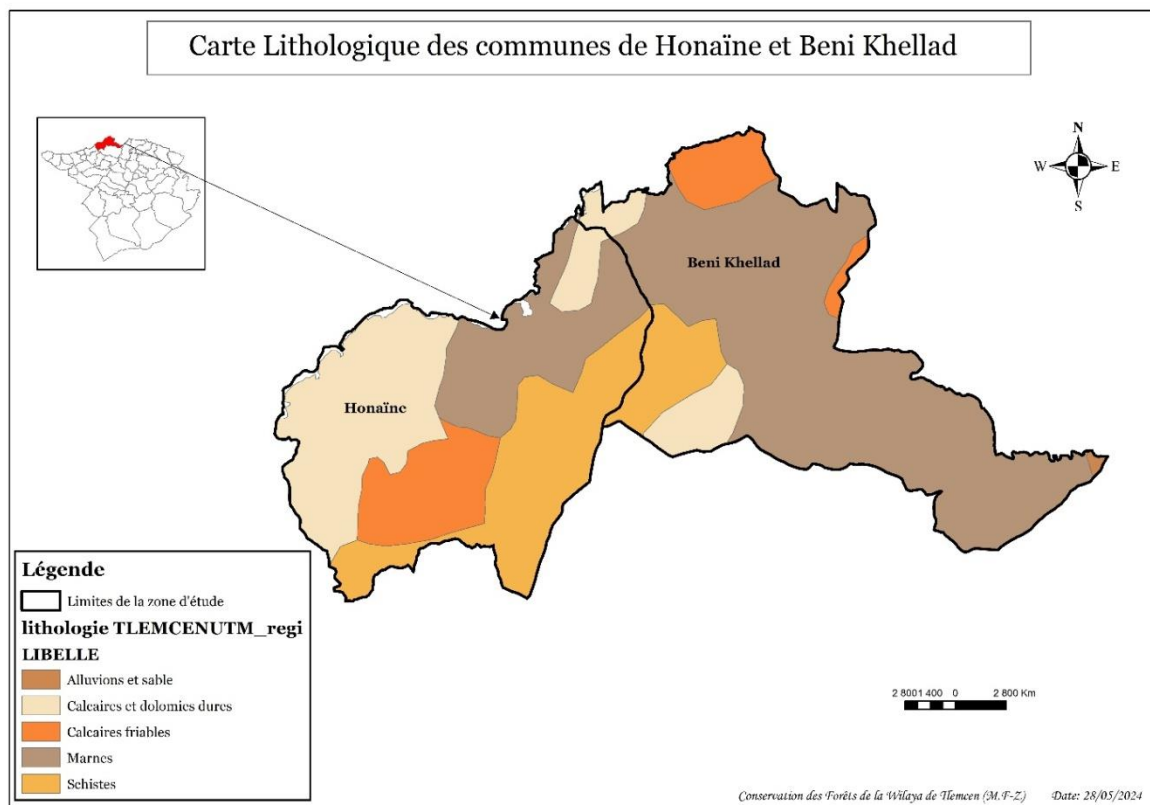 Carte Lithologique des communes de Honaïne et Beni Khellad
N
W E
S
Beni Khellad
Honaïne
Légende
Limites de la zone d'étude
lithologie TLEMCENUTM_regi
LIBELLE
Alluvions et sable
Calcaires et dolomies dures
Calcaires friables
Marnes
Schistes
2 8001 400 0 2 800 Km
Conservation des Forêts de la Wilaya de Tlemcen (M.F-Z) Date: 28/05/2024